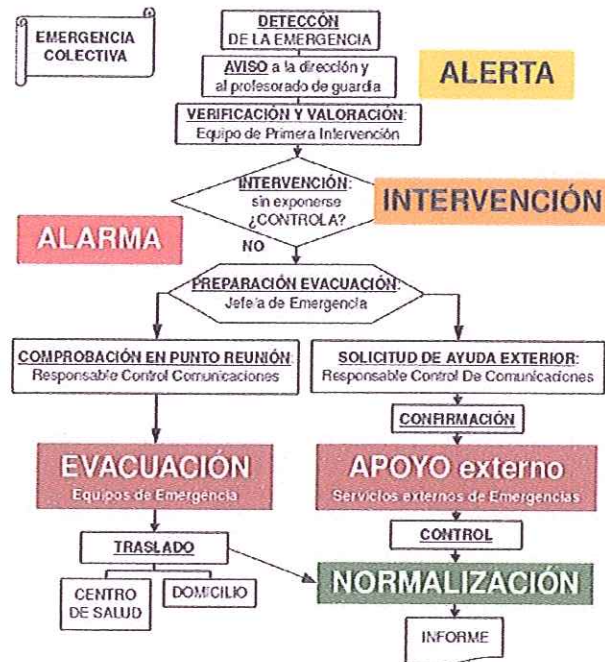 EMERGENCIA
COLECTIVA
DETECCÓN
DE LA EMERGENCIA
AVISO a la dirección y
al profesorado de guardia
ALERTA
VERIFICACIÓN Y VALORACIÓN:
Equipo de Primera Intervención
INTERVENCIÓN:
sin exponerse
¿CONTROLA?
INTERVENCIÓN
ALARMA
NO
PREPARACIÓN EVACUACIÓN:
Jefe/a de Emergencia
COMPROBACIÓN EN PUNTO REUNIÓN:
Responsable Control Comunicaciones
SOLICITUD DE AYUDA EXTERIOR:
Responsable Control De Comunicaciones
CONFIRMACIÓN
EVACUACIÓN
Equipos de Emergencia
APOYO externo
Servicios externos de Emergencias
TRASLADO
CONTROL
CENTRO
DE SALUD
DOMICILIO
NORMALIZACIÓN
INFORME